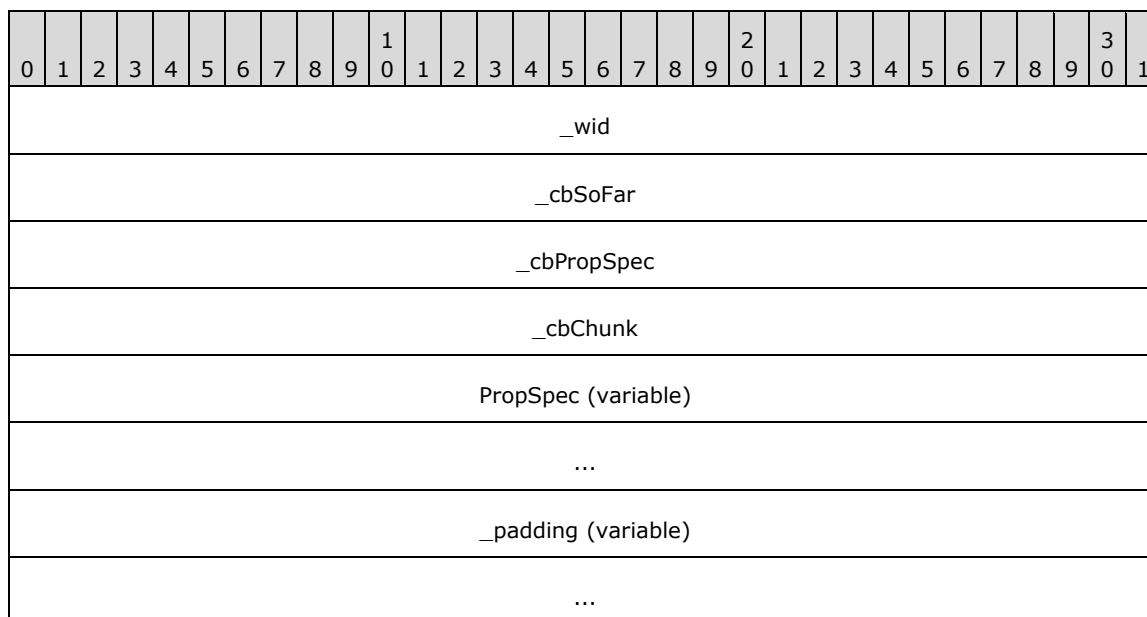 1 2 3
0 1 2 3 4 5 6 7 8 9 0 1 2 3 4 5 6 7 8 9 0 1 2 3 4 5 6 7 8 9 0 1
_wid
_cbSoFar
_cbPropSpec
_cbChunk
PropSpec (variable)
...
_padding (variable)
...